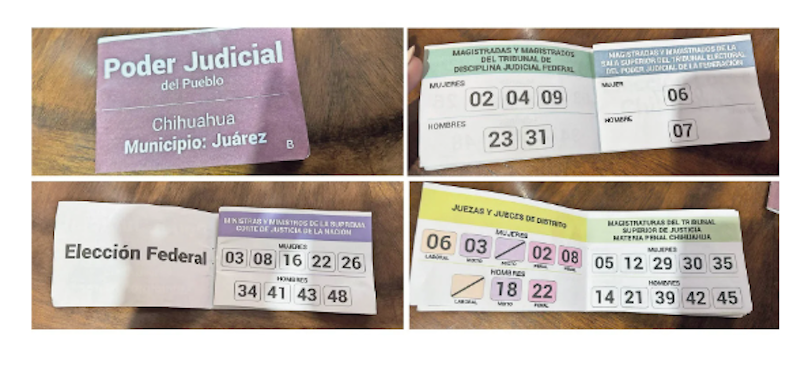 Poder Judicial
del Pueblo
Chihuahua
Municipio: Juárez
B
MAGISTRADAS Y MAGISTRADOS
DEL TRIBUNAL DE
DISCIPLINA JUDICIAL FEDERAL
MUJERES
02 04 09
HOMBRES
23 31
MAGISTRADAS Y MAGISTRADOS DE LA
SALA SUPERIOR DEL TRIBUNAL ELECTORAL
DEL PODER JUDICIAL DE LA FEDERACIÓN
MUJER
06
HOMBRE
07
Elección Federal
MINISTRAS Y MINISTROS DE LA SUPREMA
CORTE DE JUSTICIA DE LA NACIÓN
MUJERES
03 08 16 22 26
HOMBRES
34 41 43 48
JUEZAS Y JUECES DE DISTRITO
MUJERES
06 03 02 08
LABORAL MIXTO PENAL PENAL
HOMBRES
18 22
LABORAL MIXTO PENAL
MAGISTRATURAS DEL TRIBUNAL
SUPERIOR DE JUSTICIA
MATERIA PENAL CHIHUAHUA
MUJERES
05 12 29 30 35
HOMBRES
14 21 39 42 45